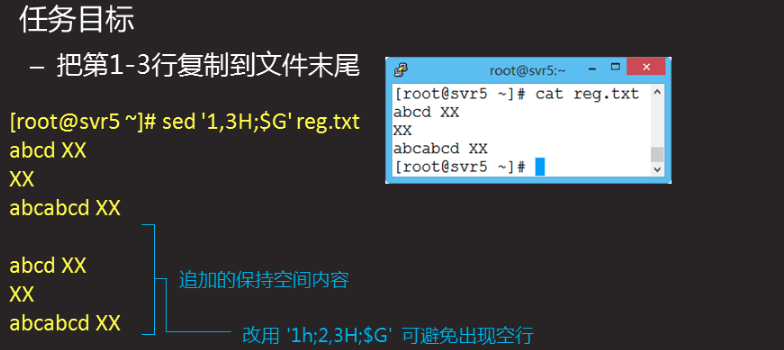 任务目标
– 把第1-3行复制到文件末尾
[root@svr5 ~]# sed '1,3H;$G' reg.txt
abcd XX
XX
abcabcd XX
abcd XX
XX
abcabcd XX
追加的保持空间内容
改用 '1h;2,3H;$G' 可避免出现空行
root@svr5:~
[root@svr5 ~]# cat reg.txt
abcd XX
XX
abcabcd XX
[root@svr5 ~]#